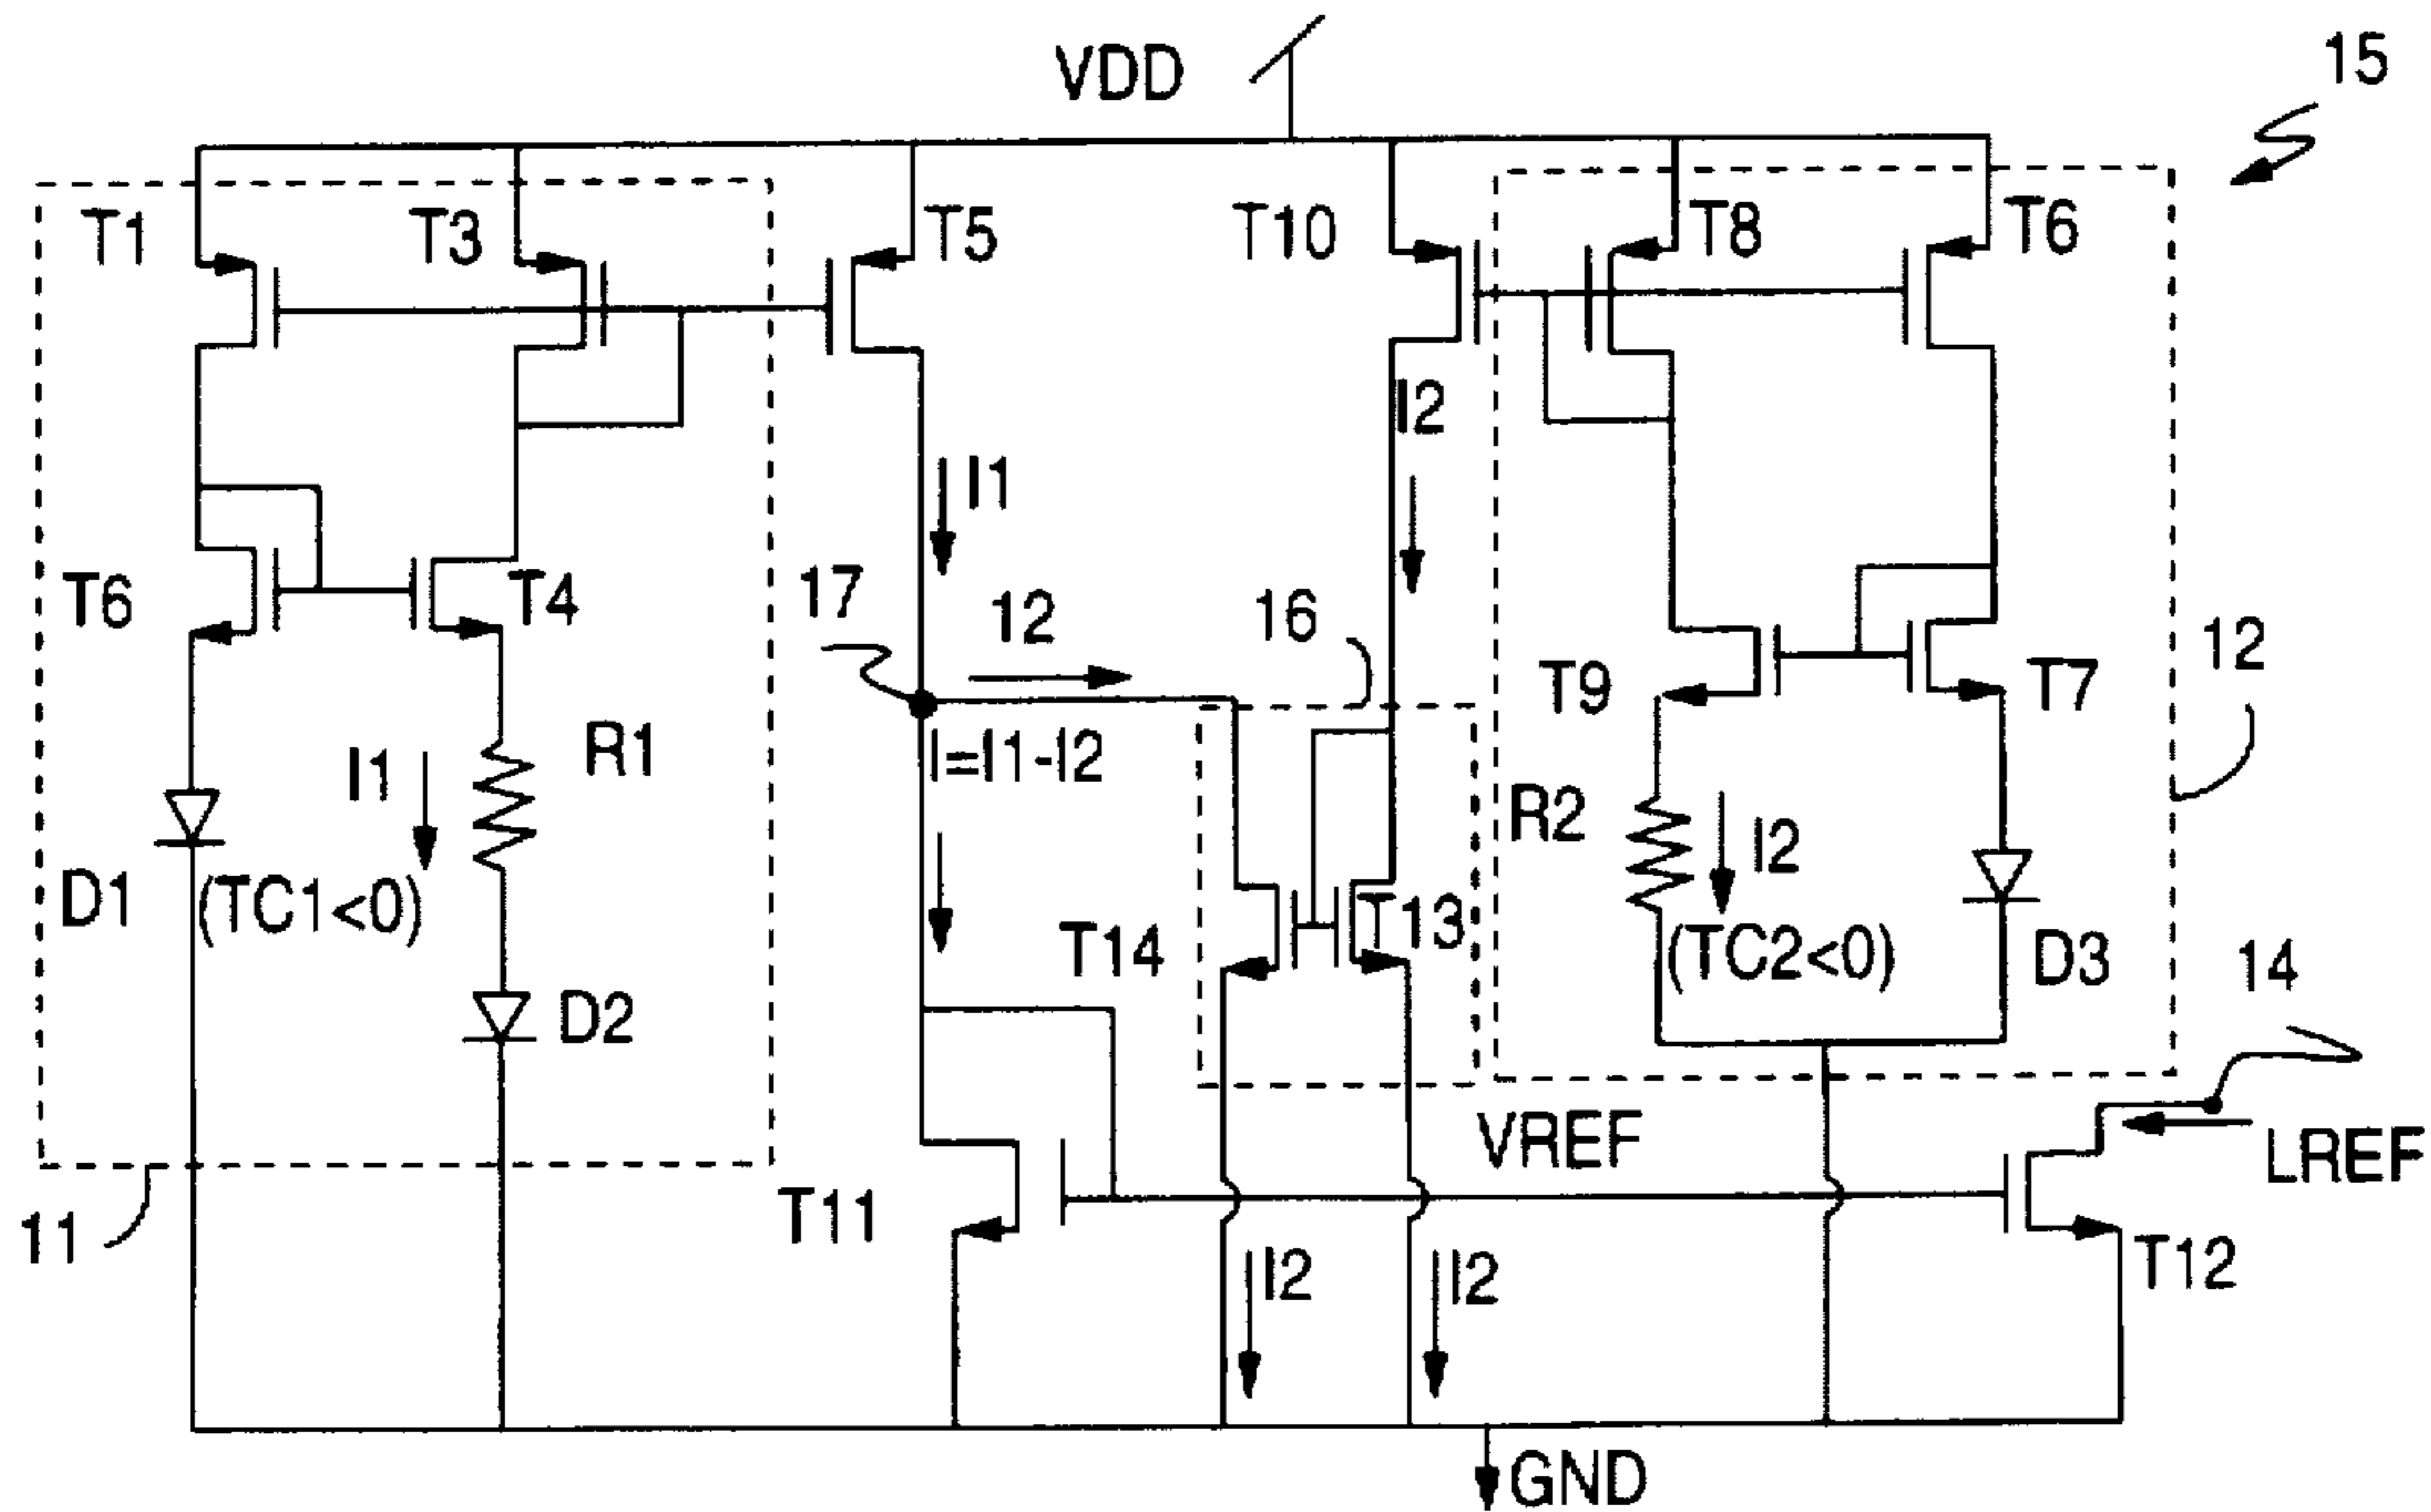 VDD
15
T1
T3
T5
T10
T8
T6
I2
I1
T6
T4
17
12
16
T9
T7
12
I1
R1
I=I1-I2
R2
I2
D1
(TC1<0)
T14
T13
(TC2<0)
D3
14
D2
VREF
LREF
T11
11
I2
I2
T12
GND